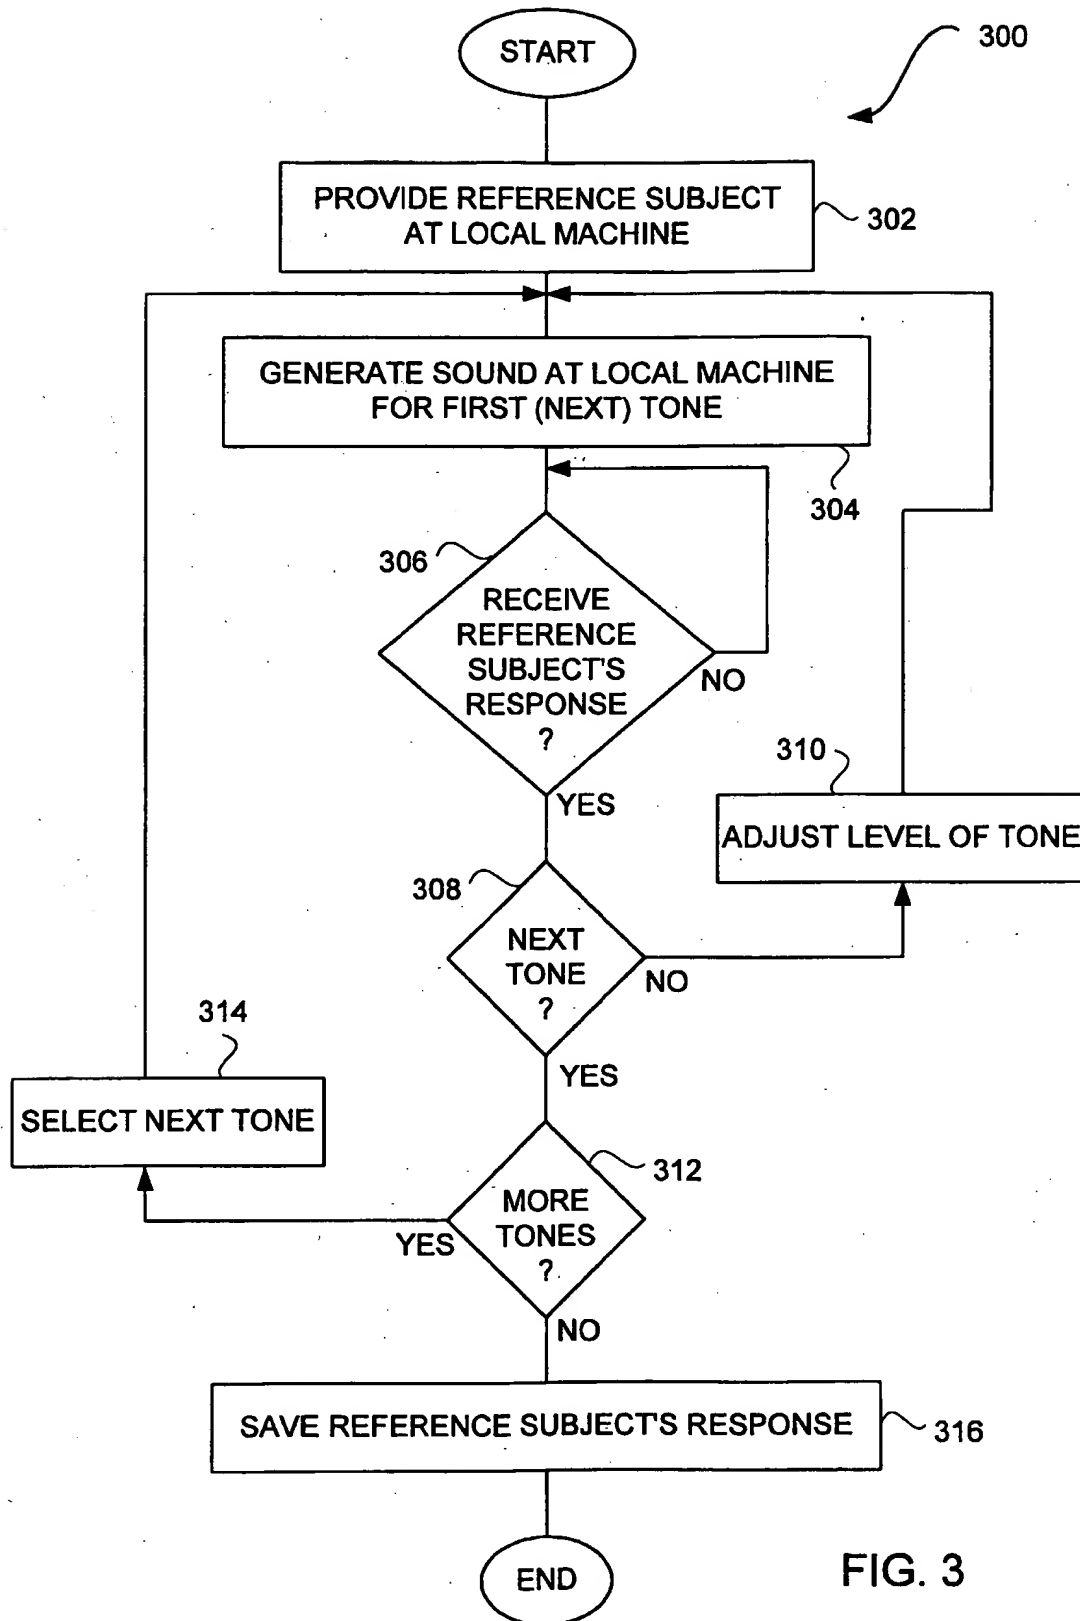 START
300
PROVIDE REFERENCE SUBJECT
AT LOCAL MACHINE
302
GENERATE SOUND AT LOCAL MACHINE
FOR FIRST (NEXT) TONE
304
306
RECEIVE
REFERENCE
SUBJECT'S
RESPONSE
?
NO
YES
310
ADJUST LEVEL OF TONE
308
NEXT
TONE
?
NO
YES
314
SELECT NEXT TONE
312
MORE
TONES
?
YES
NO
SAVE REFERENCE SUBJECT'S RESPONSE
316
END
FIG. 3